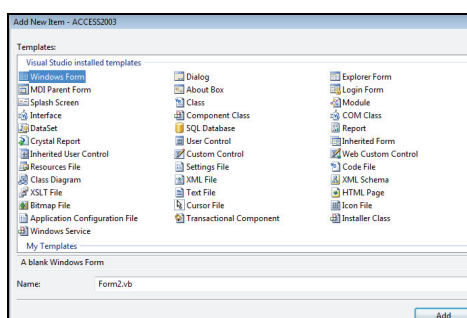 Add New Item - ACCESS2003
Templates:
Visual Studio installed templates
Windows Form
Dialog
Explorer Form
MDI Parent Form
About Box
Login Form
Splash Screen
Class
Module
Interface
Component Class
COM Class
DataSet
SQL Database
Report
Crystal Report
User Control
Inherited Form
Inherited User Control
Custom Control
Web Custom Control
Resources File
Settings File
Code File
Class Diagram
XML File
XML Schema
XSLT File
Text File
HTML Page
Bitmap File
Cursor File
Icon File
Application Configuration File
Transactional Component
Installer Class
Windows Service
My Templates
A blank Windows Form
Name:
Form2.vb
Add